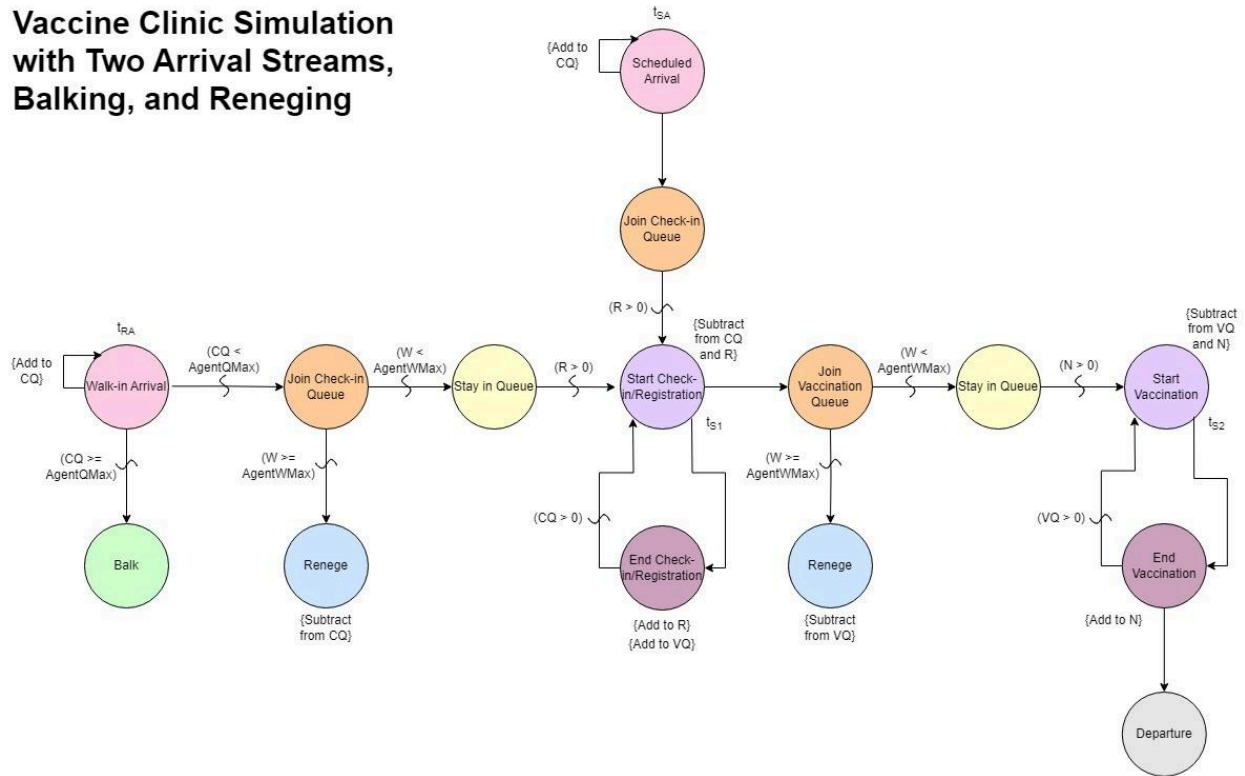 Vaccine Clinic Simulation
with Two Arrival Streams,
Balking, and Reneging
tSA
{Add to
CQ}
Scheduled
Arrival
Join Check-in
Queue
(R > 0)
{Subtract
from CQ
and R}
tRA
{Add to
CQ}
Walk-in Arrival
(CQ <
AgentQMax)
Join Check-in
Queue
(W <
AgentWMax)
Stay in Queue
(R > 0)
Start Check-
in/Registration
tS1
Join
Vaccination
Queue
(W <
AgentWMax)
Stay in Queue
(N > 0)
{Subtract
from VQ
and N}
Start
Vaccination
tS2
(CQ >=
AgentQMax)
(W >=
AgentWMax)
(CQ > 0)
(W >=
AgentWMax)
(VQ > 0)
Balk
Renege
{Subtract
from CQ}
End Check-
in/Registration
{Add to R}
{Add to VQ}
Renege
{Subtract
from VQ}
End
Vaccination
{Add to N}
Departure